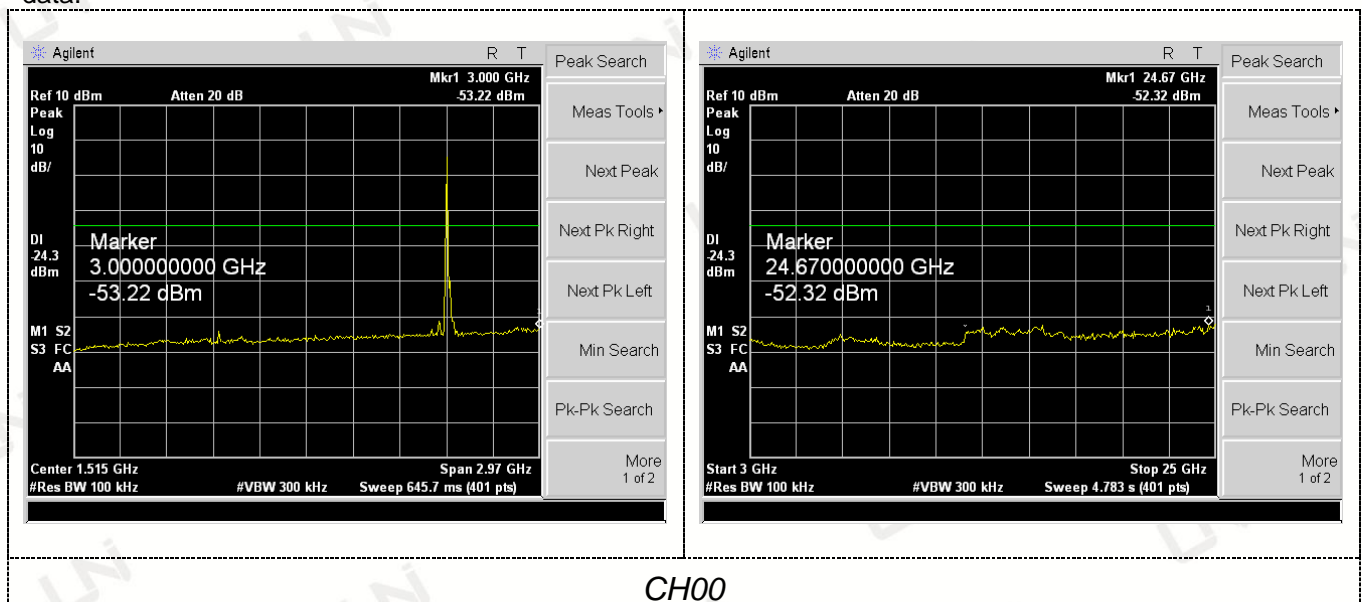 data.
Agilent R T
Mkr1 3.000 GHz
Ref 10 dBm Atten 20 dB -53.22 dBm
Peak
Log
10
dB/
DI
-24.3
dBm
Marker
3.000000000 GHz
-53.22 dBm
M1 S2
S3 FC
AA
1
Center 1.515 GHz Span 2.97 GHz
#Res BW 100 kHz #VBW 300 kHz Sweep 645.7 ms (401 pts)
Peak Search
Meas Tools
Next Peak
Next Pk Right
Next Pk Left
Min Search
Pk-Pk Search
More
1 of 2
Agilent R T
Mkr1 24.67 GHz
Ref 10 dBm Atten 20 dB -52.32 dBm
Peak
Log
10
dB/
DI
-24.3
dBm
Marker
24.670000000 GHz
-52.32 dBm
M1 S2
S3 FC
AA
1
Start 3 GHz Stop 25 GHz
#Res BW 100 kHz #VBW 300 kHz Sweep 4.783 s (401 pts)
Peak Search
Meas Tools
Next Peak
Next Pk Right
Next Pk Left
Min Search
Pk-Pk Search
More
1 of 2
CH00